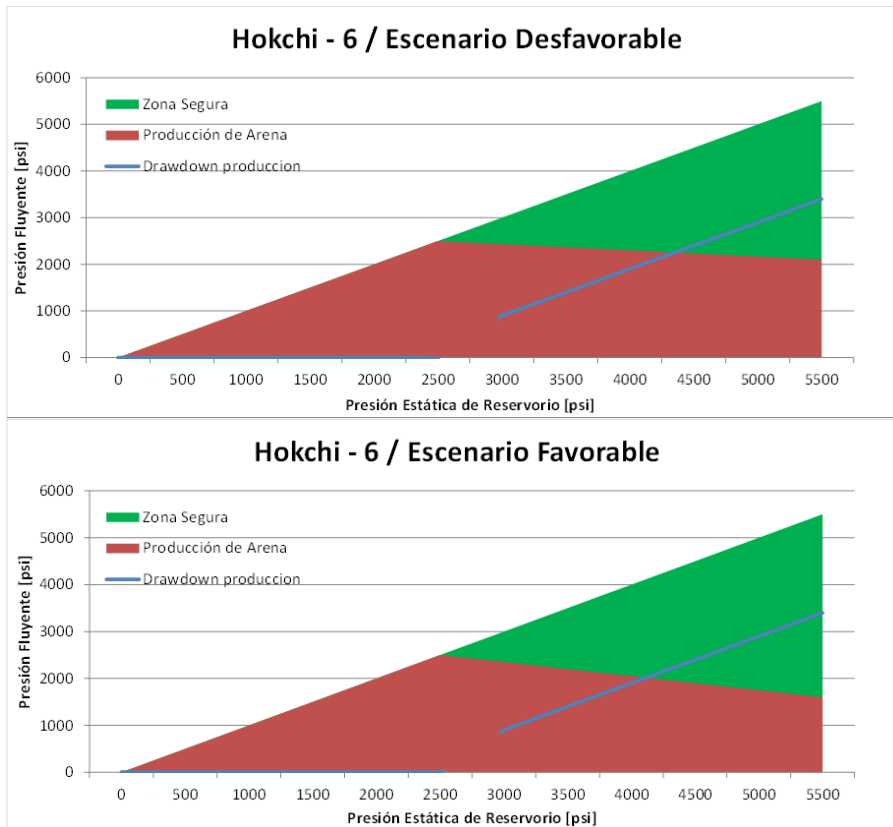 Hokchi - 6 / Escenario Desfavorable
6000
5000
4000
3000
2000
1000
0
Presión Fluyente [psi]
Zona Segura
Producción de Arena
Drawdown produccion
0 500 1000 1500 2000 2500 3000 3500 4000 4500 5000 5500
Presión Estática de Reservorio [psi]
Hokchi - 6 / Escenario Favorable
6000
5000
4000
3000
2000
1000
0
Presión Fluyente [psi]
Zona Segura
Producción de Arena
Drawdown produccion
0 500 1000 1500 2000 2500 3000 3500 4000 4500 5000 5500
Presión Estática de Reservorio [psi]